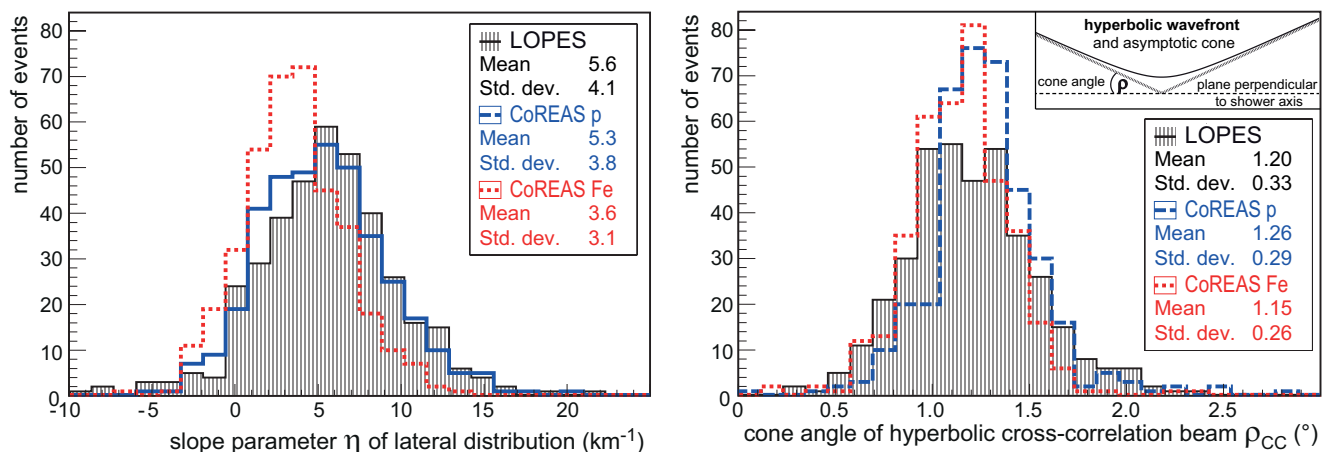 number of events
80
70
60
50
40
30
20
10
0
-10
-5
0
5
10
15
20
slope parameter η of lateral distribution (km⁻¹)
LOPES
Mean 5.6
Std. dev. 4.1
CoREAS p
Mean 5.3
Std. dev. 3.8
CoREAS Fe
Mean 3.6
Std. dev. 3.1
number of events
80
70
60
50
40
30
20
10
0
0
0.5
1.0
1.5
2.0
2.5
cone angle of hyperbolic cross-correlation beam ρCC (°)
hyperbolic wavefront
and asymptotic cone
cone angle ρ plane perpendicular
to shower axis
LOPES
Mean 1.20
Std. dev. 0.33
CoREAS p
Mean 1.26
Std. dev. 0.29
CoREAS Fe
Mean 1.15
Std. dev. 0.26